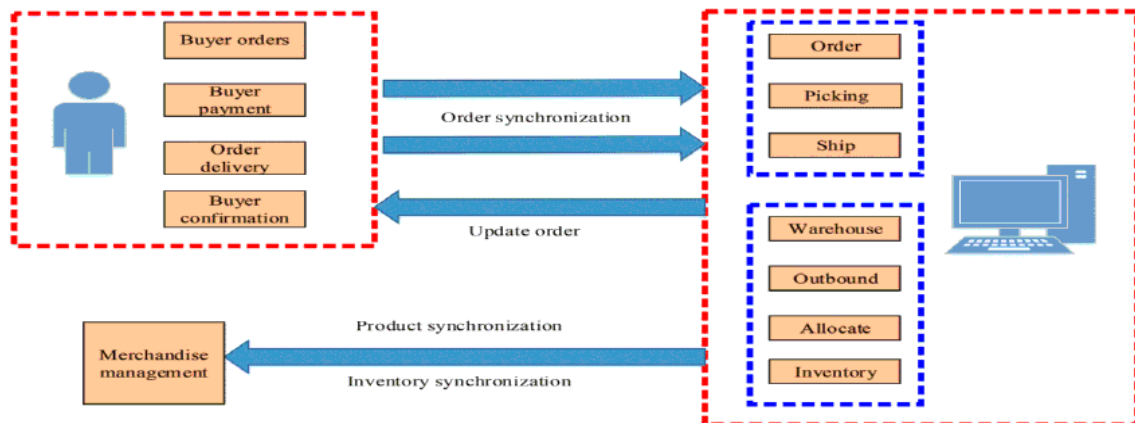 Buyer orders
Buyer
payment
Order
delivery
Buyer
confirmation
Order synchronization
Update order
Order
Picking
Ship
Warehouse
Outbound
Allocate
Inventory
Merchandise
management
Product synchronization
Inventory synchronization